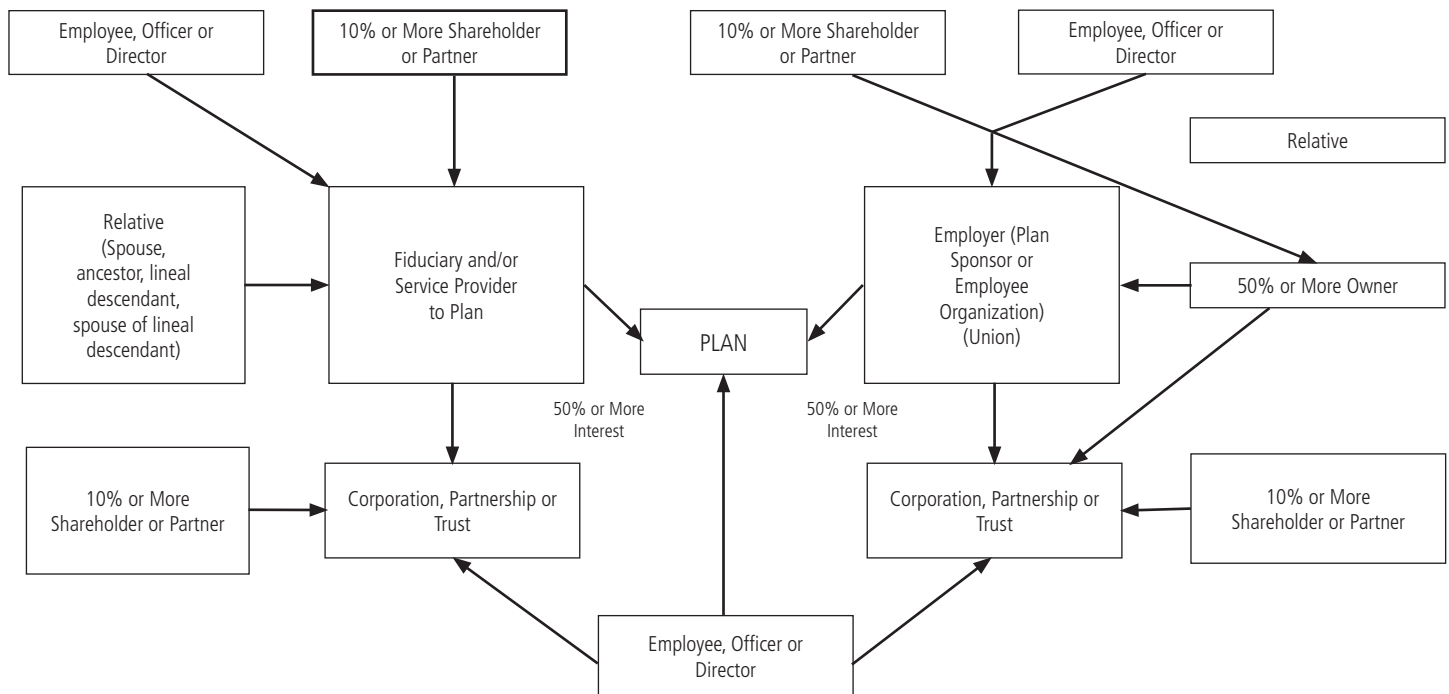 Employee, Officer or
Director
10% or More Shareholder
or Partner
10% or More Shareholder
or Partner
Employee, Officer or
Director
Relative
Relative
(Spouse,
ancestor, lineal
descendant,
spouse of lineal
descendant)
Fiduciary and/or
Service Provider
to Plan
PLAN
Employer (Plan
Sponsor or
Employee
Organization)
(Union)
50% or More Owner
50% or More
Interest
50% or More
Interest
10% or More
Shareholder or Partner
Corporation, Partnership or
Trust
Corporation, Partnership or
Trust
10% or More
Shareholder or Partner
Employee, Officer or
Director